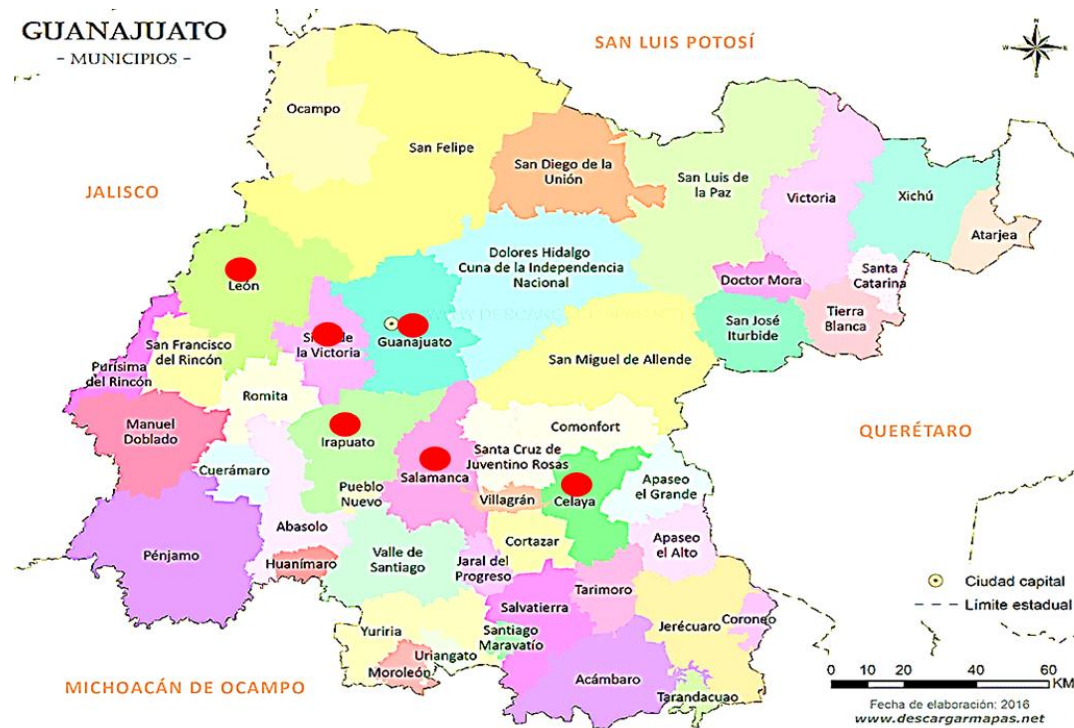 GUANAJUATO
- MUNICIPIOS -
SAN LUIS POTOSÍ
N
Ocampo
San Felipe
San Diego de la
Unión
San Luis de
la Paz
Victoria
Xichú
JALISCO
Atarjea
Dolores Hidalgo
Cuna de la Independencia
Nacional
Santa
Catarina
Doctor Mora
León
Tierra
Blanca
San José
Iturbide
de
la Victoria
Guanajuato
San Francisco
del Rincón
San Miguel de Allende
Purísima
del Rincón
Romita
Manuel
Doblado
Irapuato
Comonfort
QUERÉTARO
Santa Cruz de
Juventino Rosas
Cuerámaro
Salamanca
Apaseo
el Grande
Pueblo
Nuevo
Villagrán
Celaya
Abasolo
Pénjamo
Cortazar
Apaseo
el Alto
Valle de
Santiago
Huanímaro
Jaral del
Progreso
Tarimoro
Salvatierra
Ciudad capital
Límite estadual
Yuriria
Santiago
Maravatío
Jerécuaro
Coroneo
Uriangato
Moroleón
Acámbaro
Tarandacuao
MICHOACÁN DE OCAMPO
0 10 20 40 60
KM
Fecha de elaboración: 2016
www.descargarmapas.net